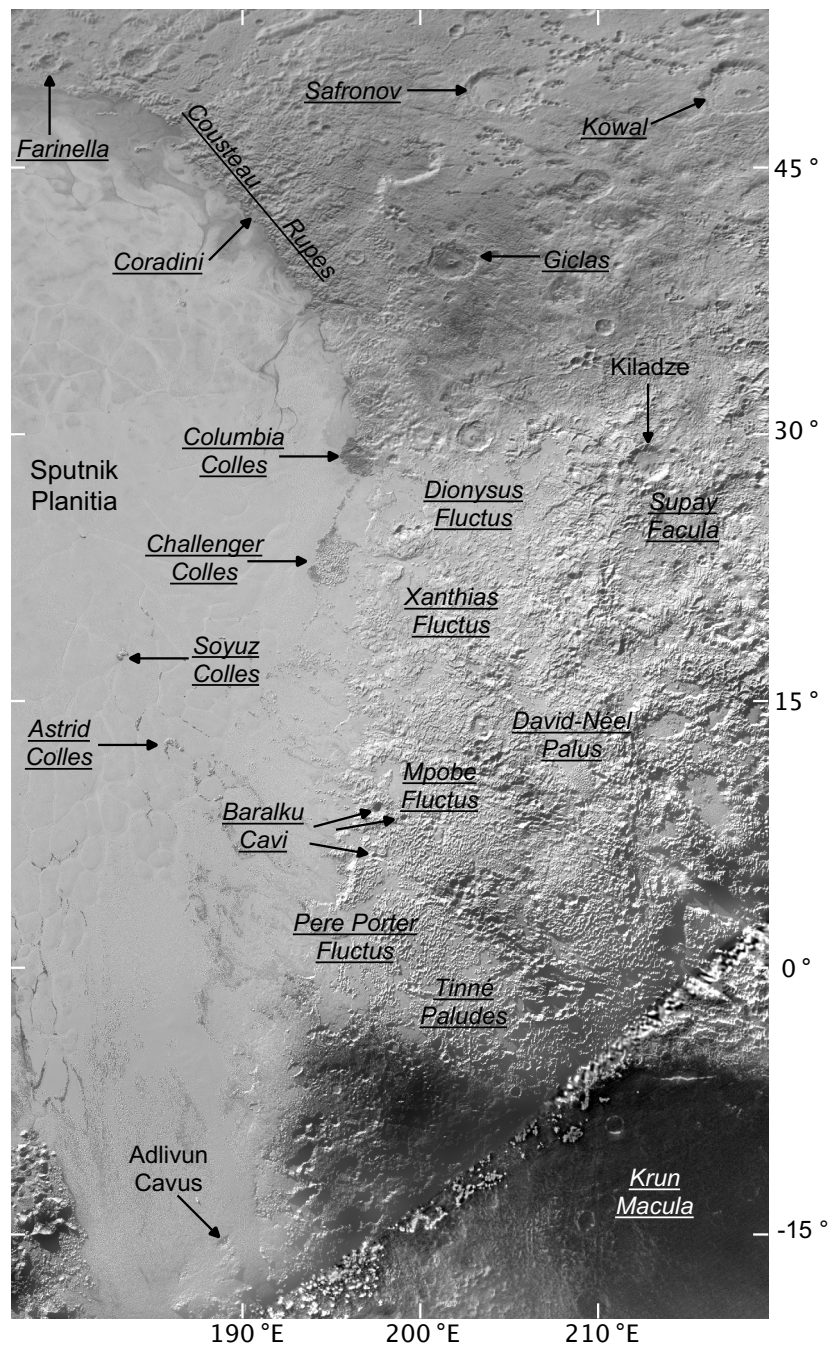 Safronov
Kowal
Farinella
Cousteau Rupes
45°
Coradini
Giclas
Kiladze
Columbia
Colles
30°
Sputnik
Planitia
Dionysus
Fluctus
Supay
Facula
Challenger
Colles
Xanthias
Fluctus
Soyuz
Colles
15°
Astrid
Colles
David-Néel
Palus
Mpobe
Fluctus
Baralku
Cavi
Pere Porter
Fluctus
0°
Tinné
Paludes
Adlivun
Cavus
Krun
Macula
-15°
190°E
200°E
210°E